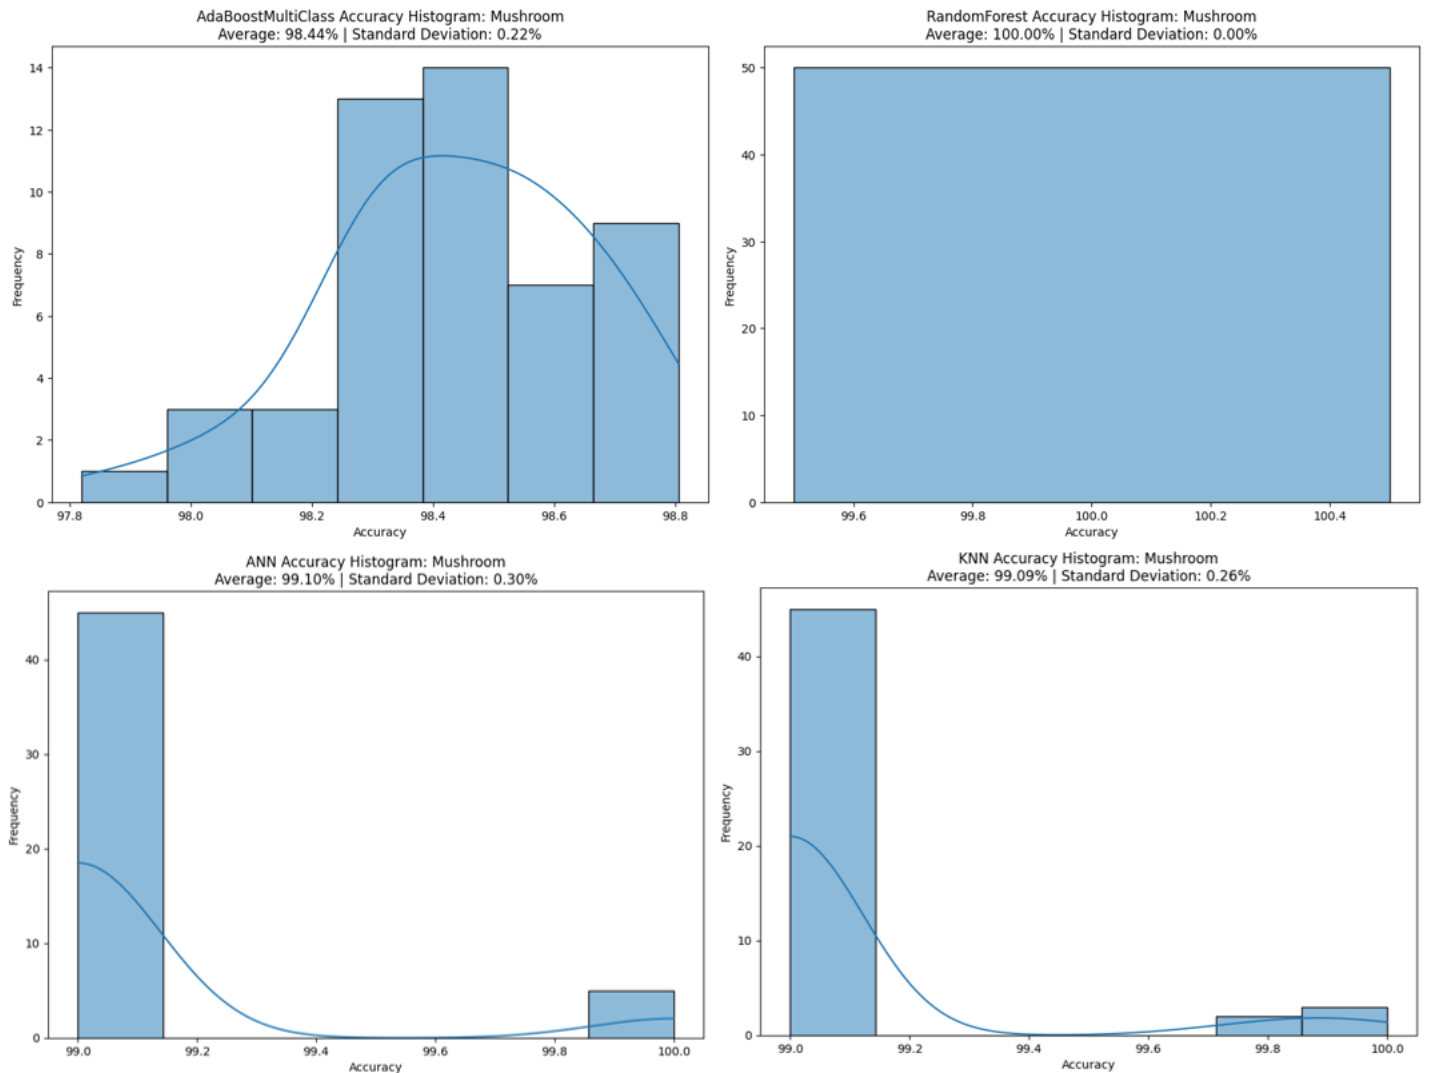 AdaBoostMultiClass Accuracy Histogram: Mushroom
Average: 98.44% | Standard Deviation: 0.22%
14
12
10
8
6
4
2
0
Frequency
97.8 98.0 98.2 98.4 98.6 98.8
Accuracy
RandomForest Accuracy Histogram: Mushroom
Average: 100.00% | Standard Deviation: 0.00%
50
40
30
20
10
0
Frequency
99.6 99.8 100.0 100.2 100.4
Accuracy
ANN Accuracy Histogram: Mushroom
Average: 99.10% | Standard Deviation: 0.30%
40
30
20
10
0
Frequency
99.0 99.2 99.4 99.6 99.8 100.0
Accuracy
KNN Accuracy Histogram: Mushroom
Average: 99.09% | Standard Deviation: 0.26%
40
30
20
10
0
Frequency
99.0 99.2 99.4 99.6 99.8 100.0
Accuracy